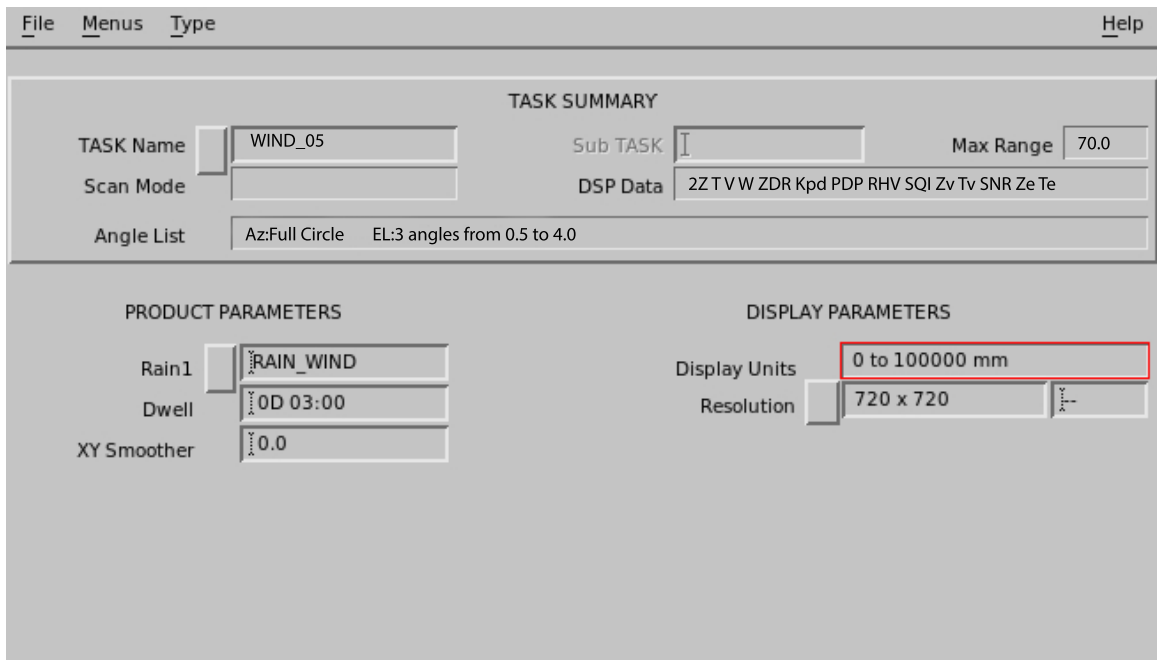 File Menus Type Help
TASK SUMMARY
TASK Name WIND_05 Sub TASK Max Range 70.0
Scan Mode DSP Data 2Z T V W ZDR Kpd PDP RHV SQI Zv Tv SNR Ze Te
Angle List Az:Full Circle EL:3 angles from 0.5 to 4.0
PRODUCT PARAMETERS DISPLAY PARAMETERS
Rain1 RAIN_WIND Display Units 0 to 100000 mm
Dwell 0D 03:00 Resolution 720 x 720 --
XY Smoother 0.0